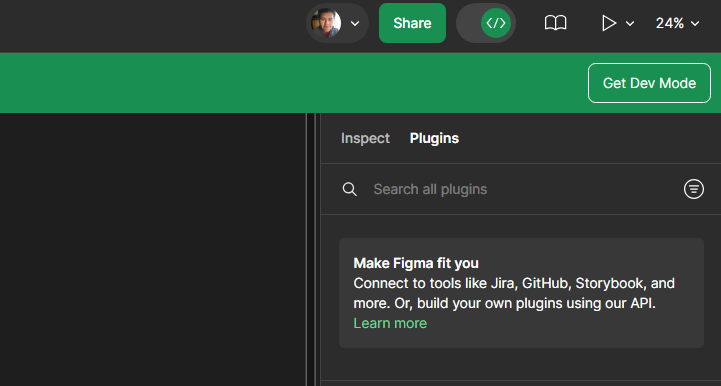 Share
</>
24%
Get Dev Mode
Inspect Plugins
Search all plugins
Make Figma fit you
Connect to tools like Jira, GitHub, Storybook, and
more. Or, build your own plugins using our API.
Learn more